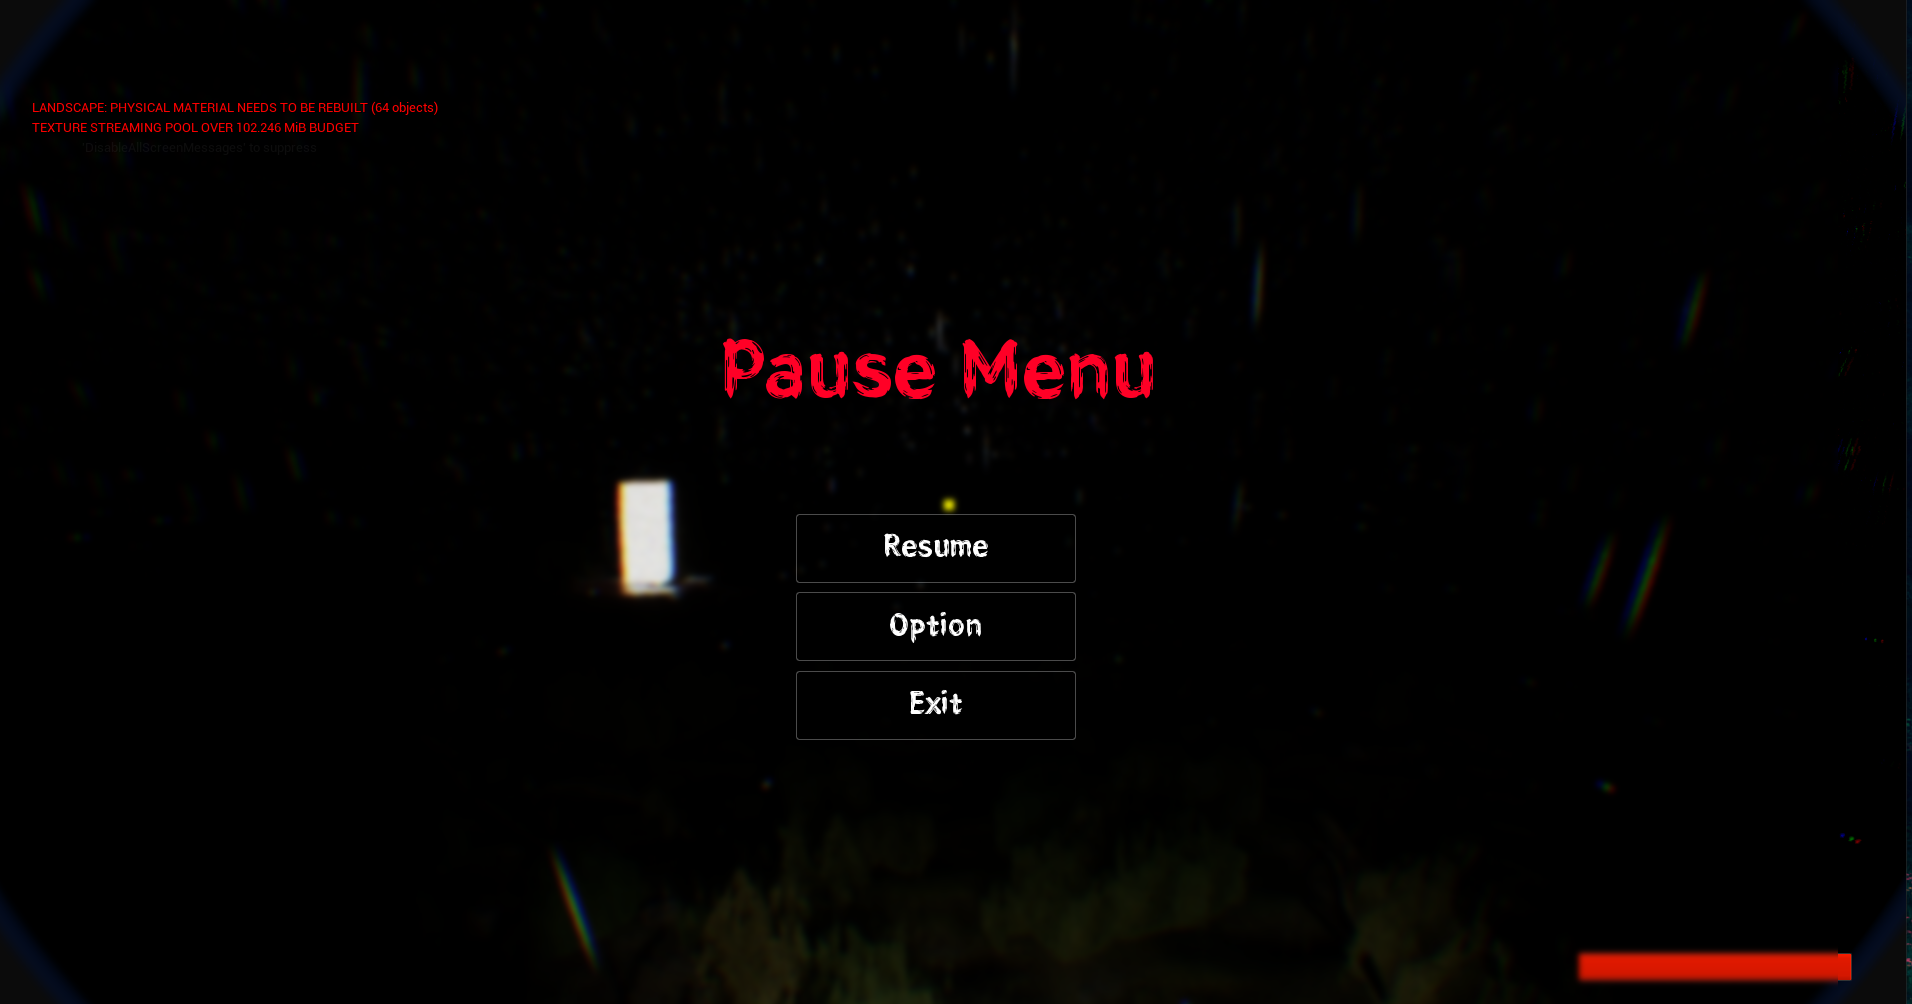 LANDSCAPE: PHYSICAL MATERIAL NEEDS TO BE REBUILT (64 objects)
TEXTURE STREAMING POOL OVER 102.246 MiB BUDGET
'DisableAllScreenMessages' to suppress
Pause Menu
Resume
Option
Exit